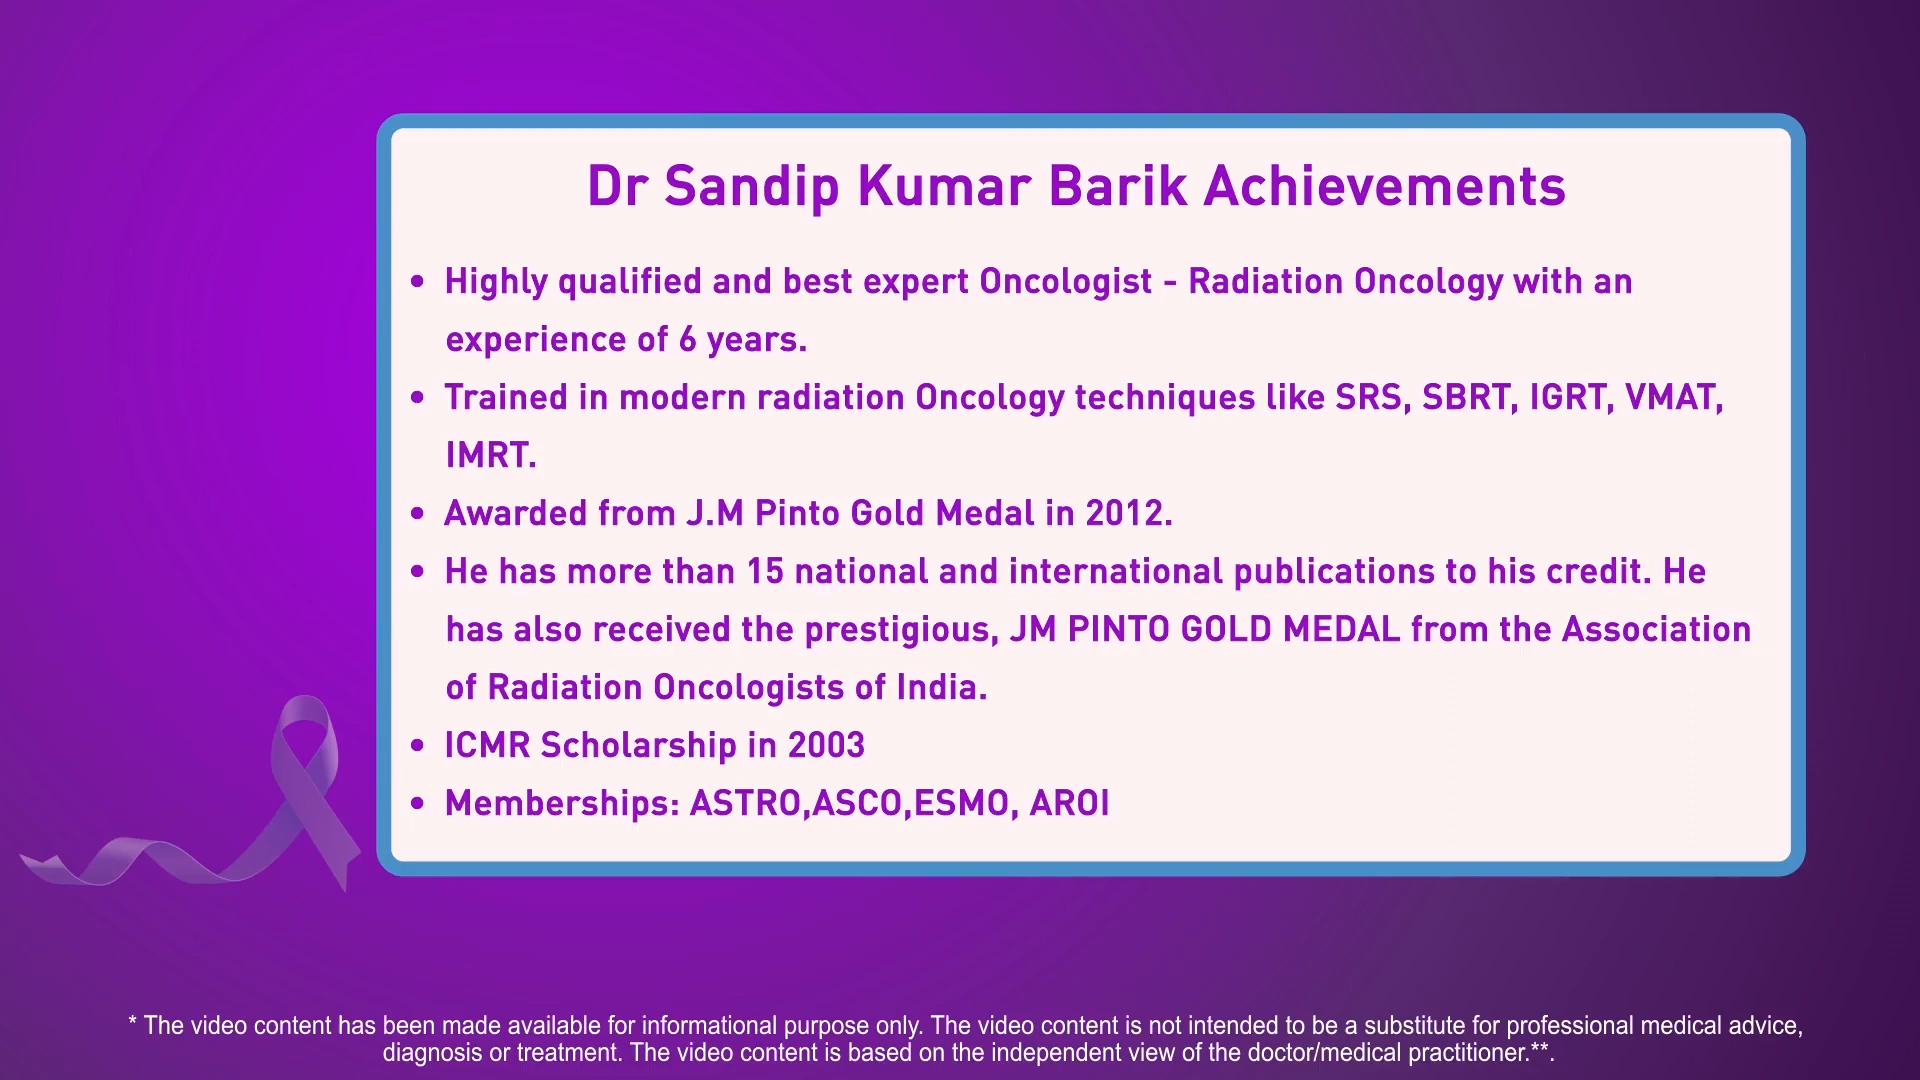 Dr Sandip Kumar Barik Achievements
• Highly qualified and best expert Oncologist - Radiation Oncology with an
experience of 6 years.
• Trained in modern radiation Oncology techniques like SRS, SBRT, IGRT, VMAT,
IMRT.
• Awarded from J.M Pinto Gold Medal in 2012.
• He has more than 15 national and international publications to his credit. He
has also received the prestigious, JM PINTO GOLD MEDAL from the Association
of Radiation Oncologists of India.
• ICMR Scholarship in 2003
• Memberships: ASTRO,ASCO,ESMO, AROI
* The video content has been made available for informational purpose only. The video content is not intended to be a substitute for professional medical advice,
diagnosis or treatment. The video content is based on the independent view of the doctor/medical practitioner.**.